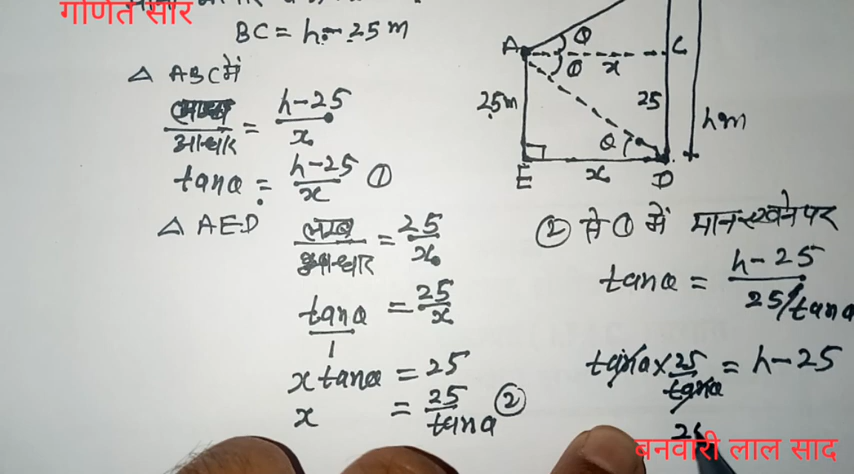 गणित सार
BC = h - 25 m
△ ABC में
लम्ब/आधार = h-25/x
tanθ = h-25/x ①
△ AED
लम्ब/आधार = 25/x
tanθ/1 = 25/x
x tanθ = 25
x = 25/tanθ ②
A θ x C
θ
25m 25 hm
θ
E x D
② से ① में मान रखने पर
tanθ = h-25/25/tanθ
tanθ × 25/tanθ = h-25
बनवारी लाल साद